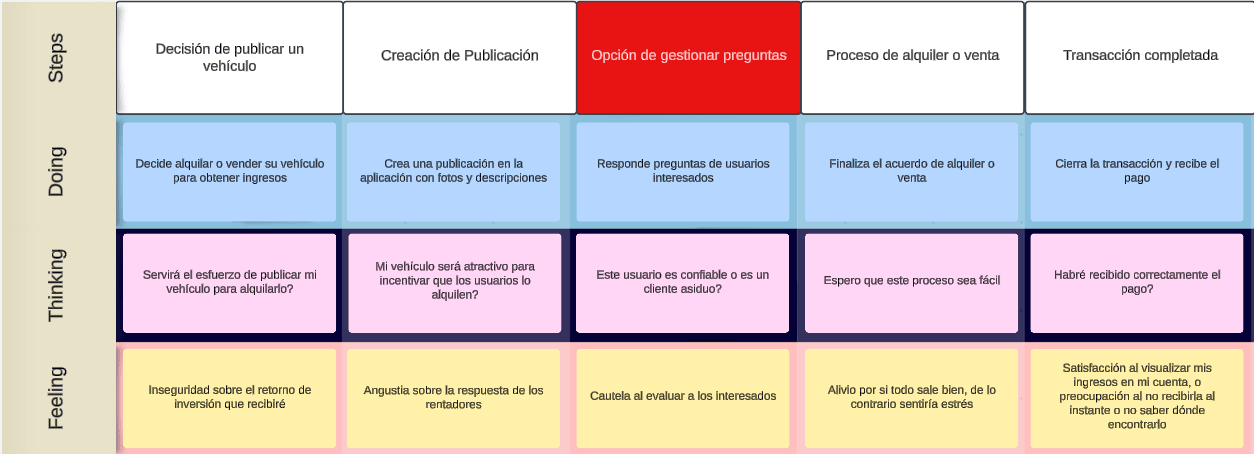 Steps
Decisión de publicar un
vehículo
Creación de Publicación
Opción de gestionar preguntas
Proceso de alquiler o venta
Transacción completada
Doing
Decide alquilar o vender su vehículo
para obtener ingresos
Crea una publicación en la
aplicación con fotos y descripciones
Responde preguntas de usuarios
interesados
Finaliza el acuerdo de alquiler o
venta
Cierra la transacción y recibe el
pago
Thinking
Servirá el esfuerzo de publicar mi
vehículo para alquilarlo?
Mi vehículo será atractivo para
incentivar que los usuarios lo
alquilen?
Este usuario es confiable o es un
cliente asiduo?
Espero que este proceso sea fácil
Habré recibido correctamente el
pago?
Feeling
Inseguridad sobre el retorno de
inversión que recibiré
Angustia sobre la respuesta de los
rentadores
Cautela al evaluar a los interesados
Alivio por si todo sale bien, de lo
contrario sentiría estrés
Satisfacción al visualizar mis
ingresos en mi cuenta, o
preocupación al no recibirla al
instante o no saber dónde
encontrarlo